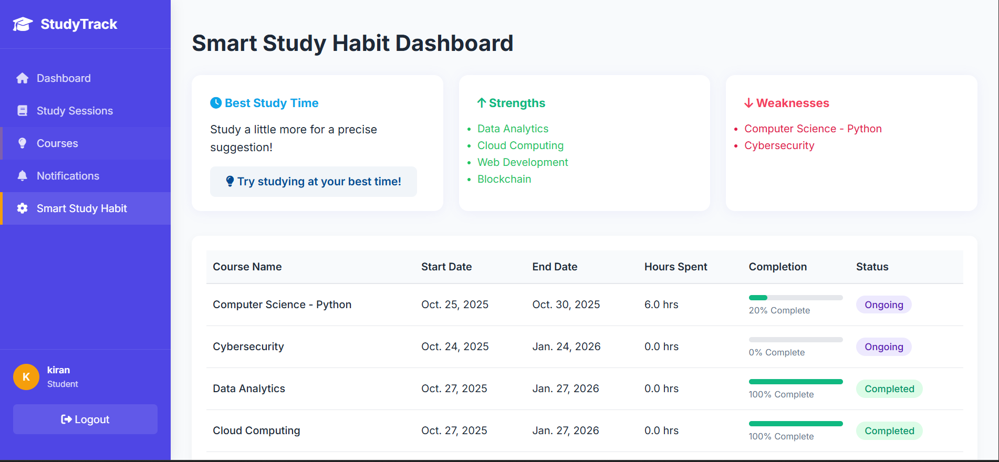 StudyTrack
Dashboard
Study Sessions
Courses
Notifications
Smart Study Habit
K
kiran
Student
Logout
Smart Study Habit Dashboard
Best Study Time
Study a little more for a precise
suggestion!
Try studying at your best time!
Strengths
Data Analytics
Cloud Computing
Web Development
Blockchain
Weaknesses
Computer Science - Python
Cybersecurity
Course Name Start Date End Date Hours Spent Completion Status
Computer Science - Python Oct. 25, 2025 Oct. 30, 2025 6.0 hrs 20% Complete Ongoing
Cybersecurity Oct. 24, 2025 Jan. 24, 2026 0.0 hrs 0% Complete Ongoing
Data Analytics Oct. 27, 2025 Jan. 27, 2026 0.0 hrs 100% Complete Completed
Cloud Computing Oct. 27, 2025 Jan. 27, 2026 0.0 hrs 100% Complete Completed